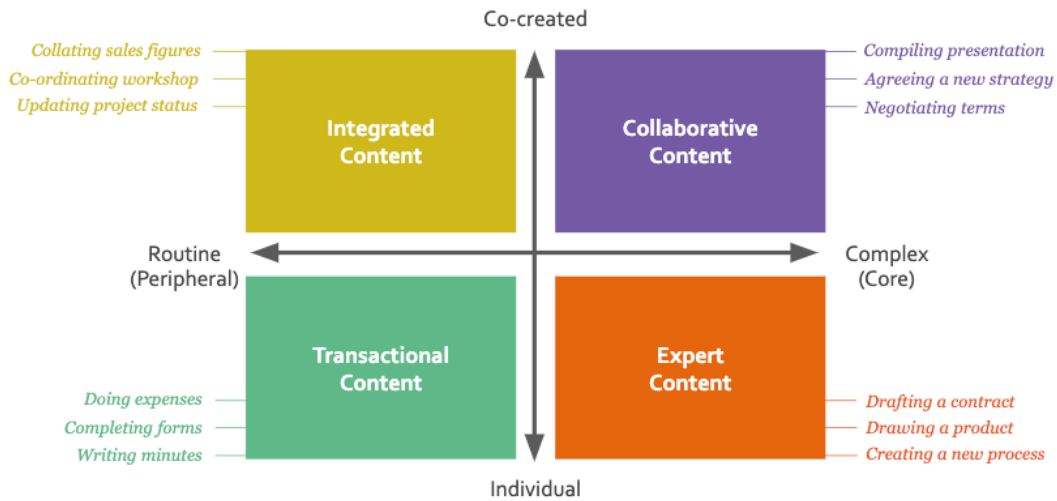 Co-created
Collating sales figures
Co-ordinating workshop
Updating project status
Integrated
Content
Collaborative
Content
Compiling presentation
Agreeing a new strategy
Negotiating terms
Routine
(Peripheral)
Complex
(Core)
Transactional
Content
Expert
Content
Doing expenses
Completing forms
Writing minutes
Drafting a contract
Drawing a product
Creating a new process
Individual